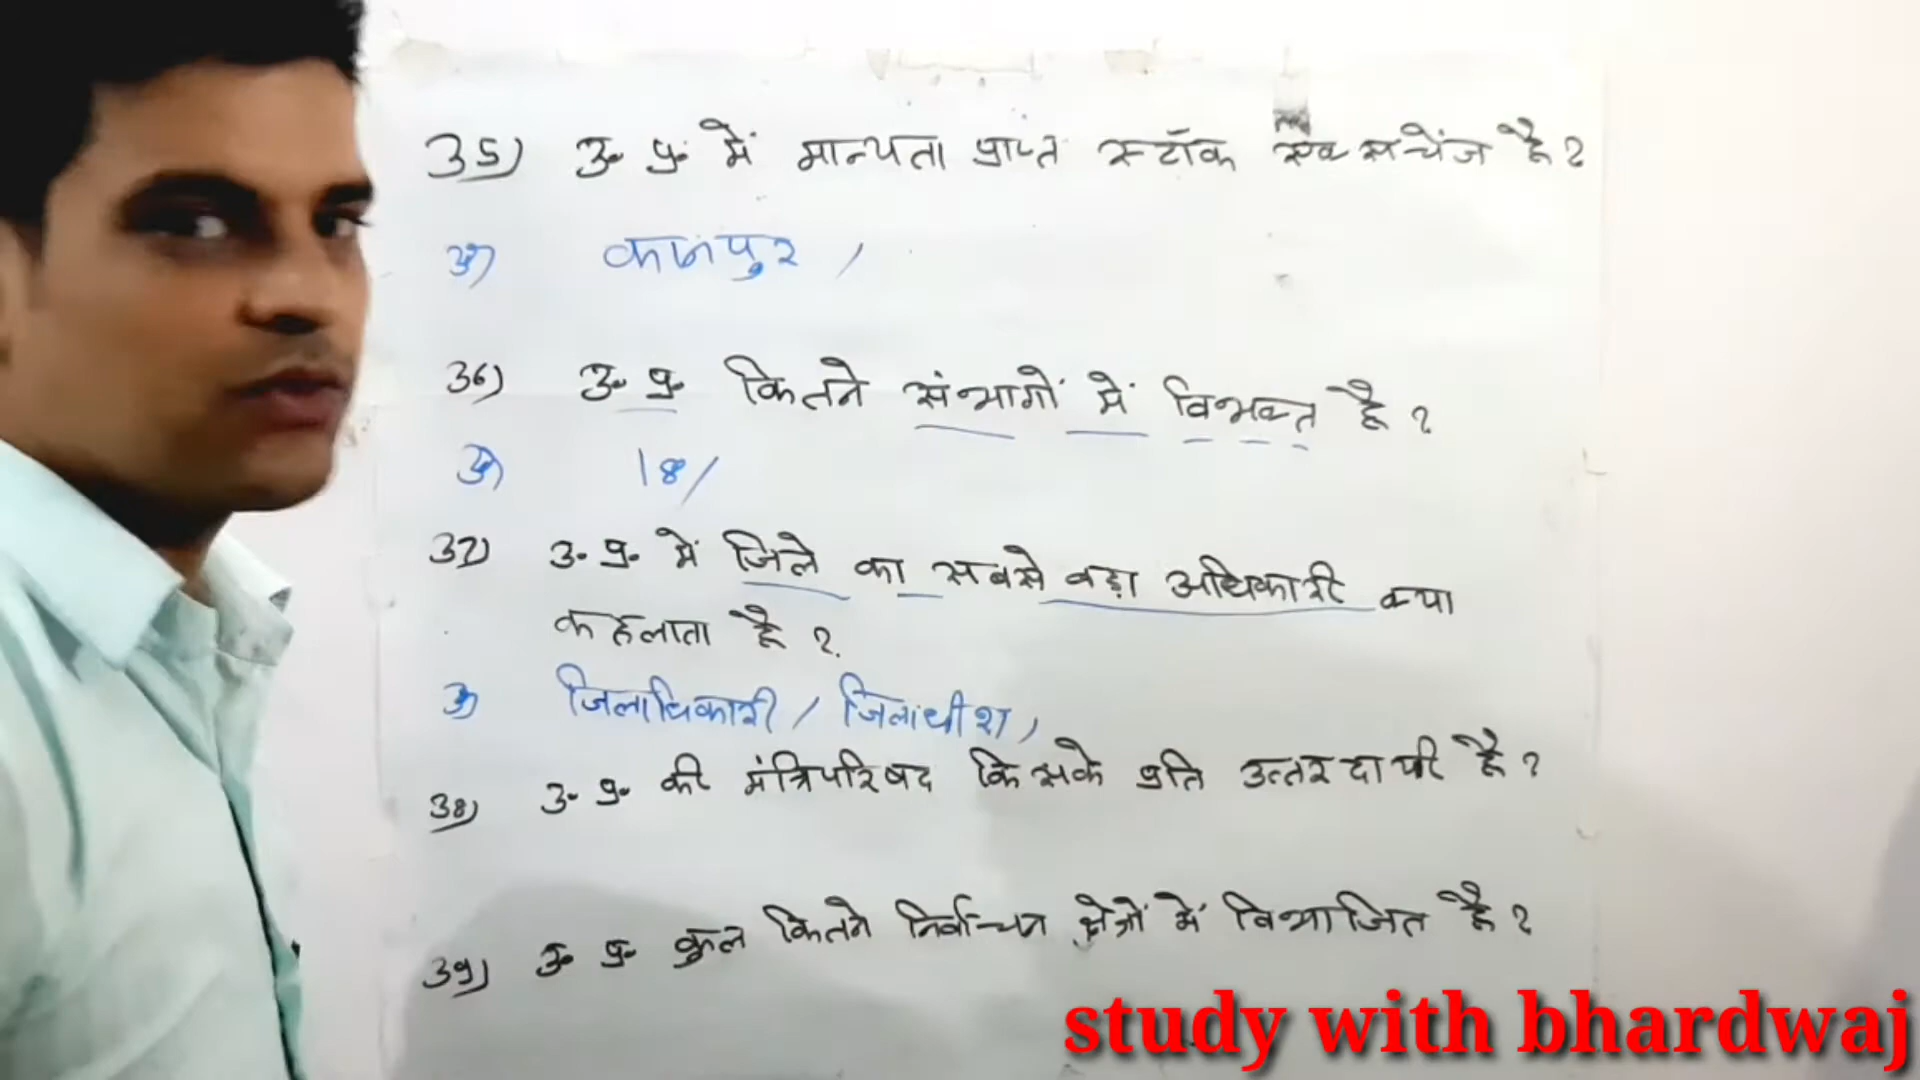 35) उ॰ प्र॰ में मान्यता प्राप्त स्टॉक एक्सचेंज है?
उ) कानपुर /
36) उ॰ प्र॰ कितने संभागों में विभक्त है?
उ) 18/
37) उ॰ प्र॰ में जिले का सबसे बड़ा अधिकारी क्या
कहलाता है?
उ) जिलाधिकारी / जिलाधीश /
38) उ॰ प्र॰ की मंत्रिपरिषद किसके प्रति उत्तरदायी है?
39) उ॰ प्र॰ कुल कितने निर्वाचन क्षेत्रों में विभाजित है?
study with bhardwaj